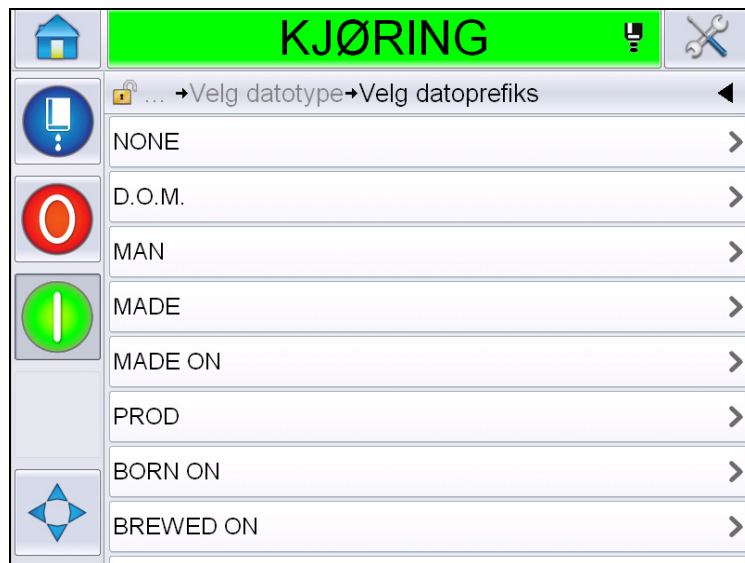 KJØRING
... →Velg datotype→Velg datoprefiks
NONE
D.O.M.
MAN
MADE
MADE ON
PROD
BORN ON
BREWED ON